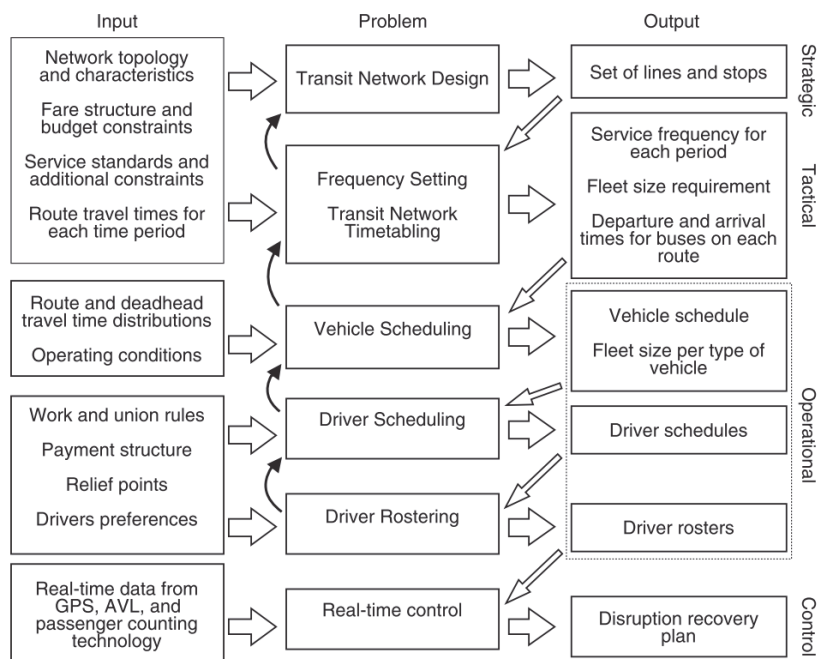 Input
Problem
Output
Network topology
and characteristics
Fare structure and
budget constraints
Service standards and
additional constraints
Route travel times for
each time period
Transit Network Design
Set of lines and stops
Strategic
Frequency Setting
Transit Network
Timetabling
Service frequency for
each period
Fleet size requirement
Departure and arrival
times for buses on each
route
Tactical
Route and deadhead
travel time distributions
Operating conditions
Vehicle Scheduling
Vehicle schedule
Fleet size per type of
vehicle
Work and union rules
Payment structure
Relief points
Drivers preferences
Driver Scheduling
Driver schedules
Operational
Driver Rostering
Driver rosters
Real-time data from
GPS, AVL, and
passenger counting
technology
Real-time control
Disruption recovery
plan
Control